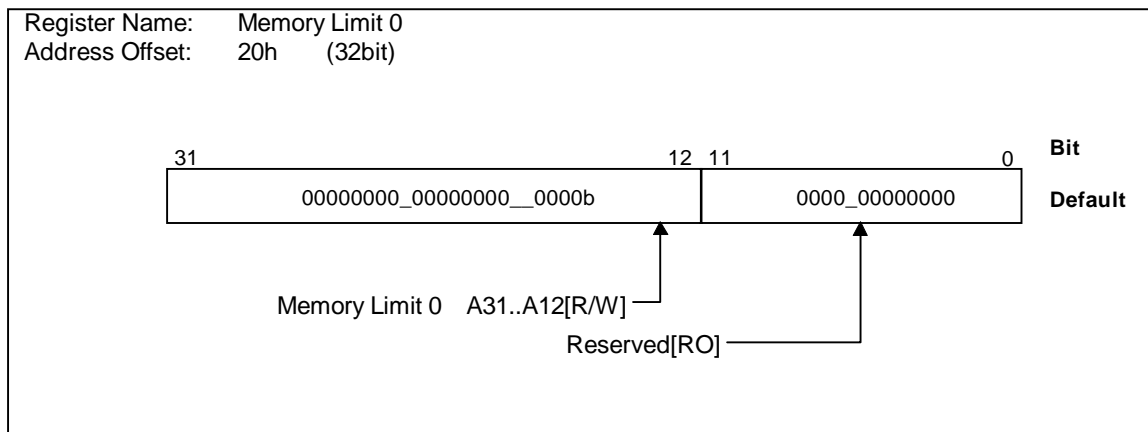 Register Name: Memory Limit 0
Address Offset: 20h (32bit)
31 12 11 0 Bit
00000000_00000000__0000b 0000_00000000 Default
Memory Limit 0 A31..A12[R/W]
Reserved[RO]